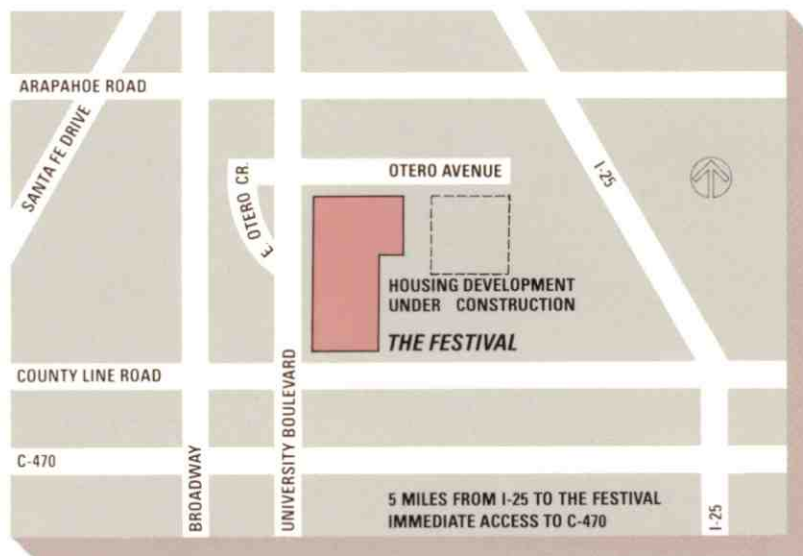 ARAPAHOE ROAD
SANTA FE DRIVE
E. OTERO CR.
OTERO AVENUE
I-25
HOUSING DEVELOPMENT
UNDER CONSTRUCTION
THE FESTIVAL
COUNTY LINE ROAD
UNIVERSITY BOULEVARD
BROADWAY
C-470
5 MILES FROM I-25 TO THE FESTIVAL
IMMEDIATE ACCESS TO C-470
I-25